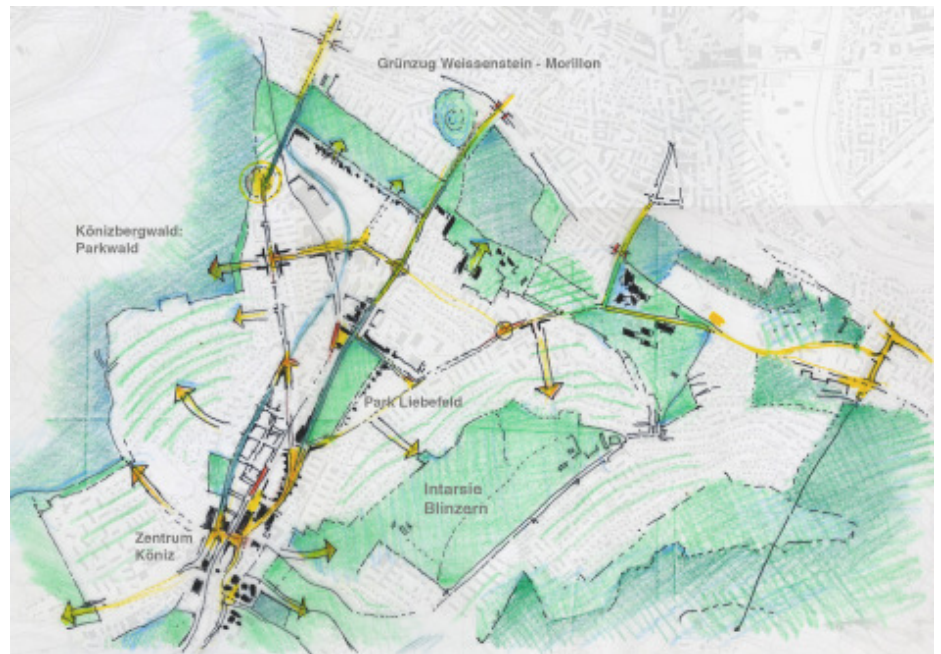 Grünzug Weissenstein - Morillon
Könizbergwald:
Parkwald
Park Liebefeld
Intarsie
Blinzern
Zentrum
Köniz